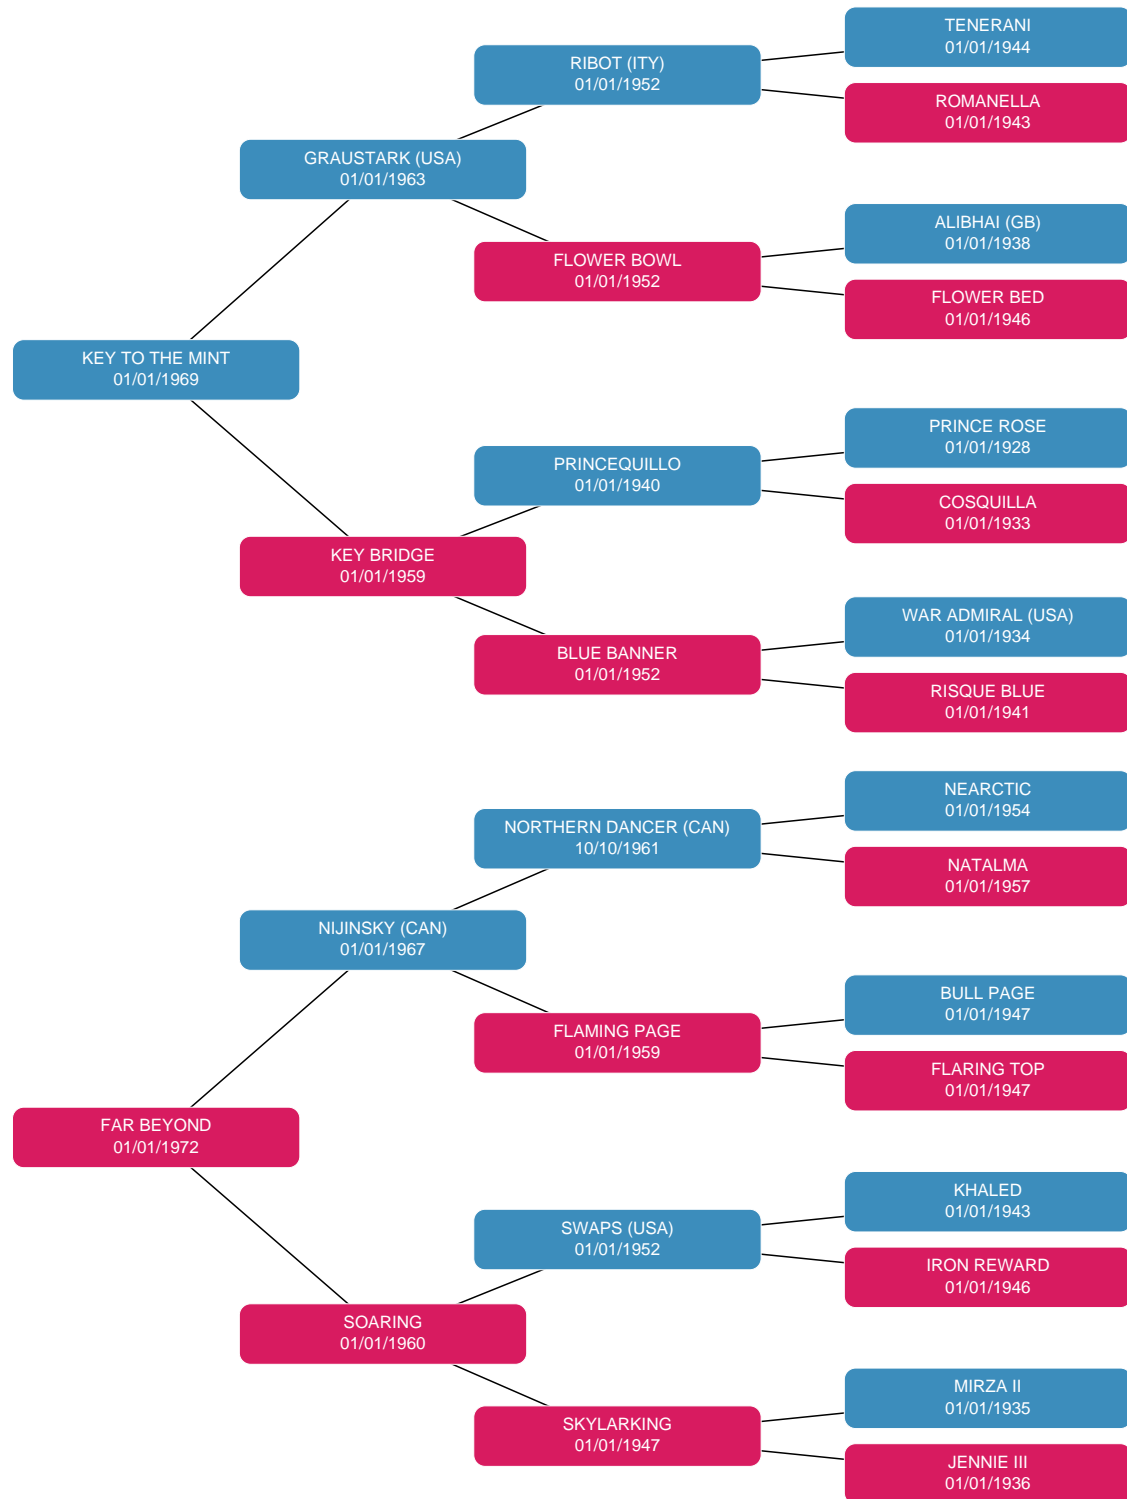 TENERANI
01/01/1944
RIBOT (ITY)
01/01/1952
ROMANELLA
01/01/1943
GRAUSTARK (USA)
01/01/1963
ALIBHAI (GB)
01/01/1938
FLOWER BOWL
01/01/1952
FLOWER BED
01/01/1946
KEY TO THE MINT
01/01/1969
PRINCE ROSE
01/01/1928
PRINCEQUILLO
01/01/1940
COSQUILLA
01/01/1933
KEY BRIDGE
01/01/1959
WAR ADMIRAL (USA)
01/01/1934
BLUE BANNER
01/01/1952
RISQUE BLUE
01/01/1941
NEARCTIC
01/01/1954
NORTHERN DANCER (CAN)
10/10/1961
NATALMA
01/01/1957
NIJINSKY (CAN)
01/01/1967
BULL PAGE
01/01/1947
FLAMING PAGE
01/01/1959
FLARING TOP
01/01/1947
FAR BEYOND
01/01/1972
KHALED
01/01/1943
SWAPS (USA)
01/01/1952
IRON REWARD
01/01/1946
SOARING
01/01/1960
MIRZA II
01/01/1935
SKYLARKING
01/01/1947
JENNIE III
01/01/1936